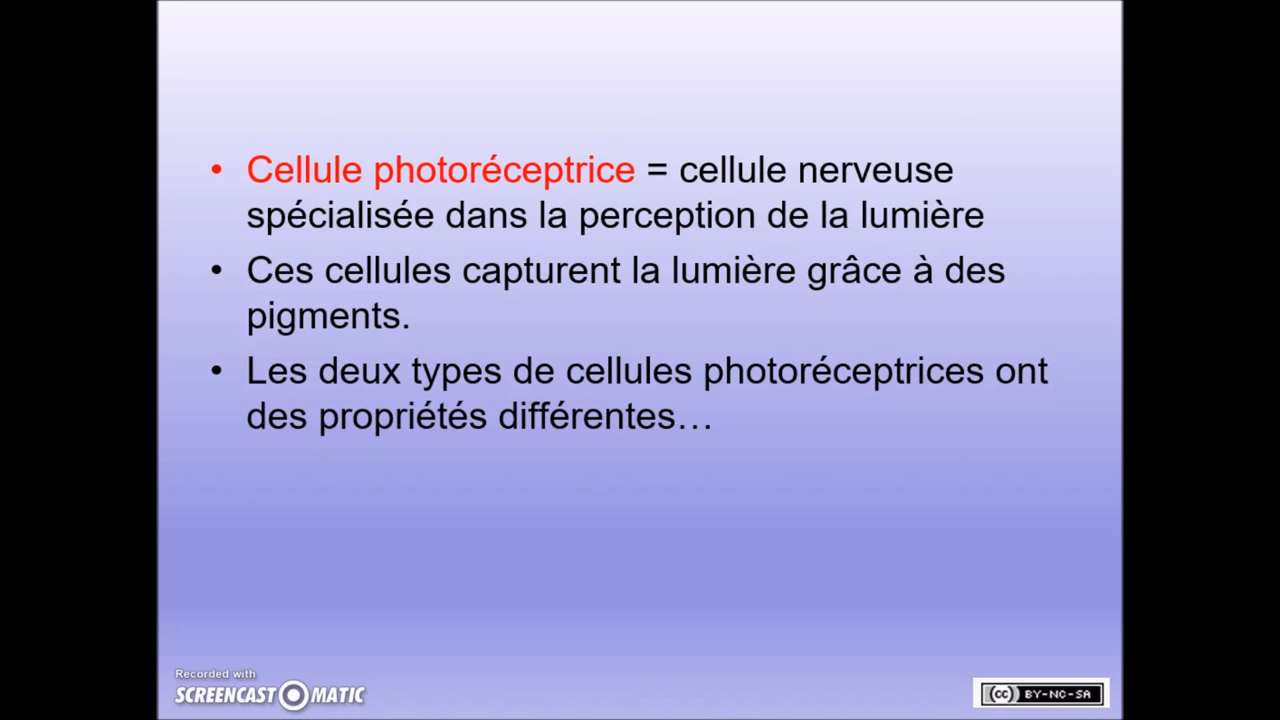 • Cellule photoréceptrice = cellule nerveuse
spécialisée dans la perception de la lumière
• Ces cellules capturent la lumière grâce à des
pigments.
• Les deux types de cellules photoréceptrices ont
des propriétés différentes…
Recorded with
SCREENCAST MATIC
cc BY-NC-SA